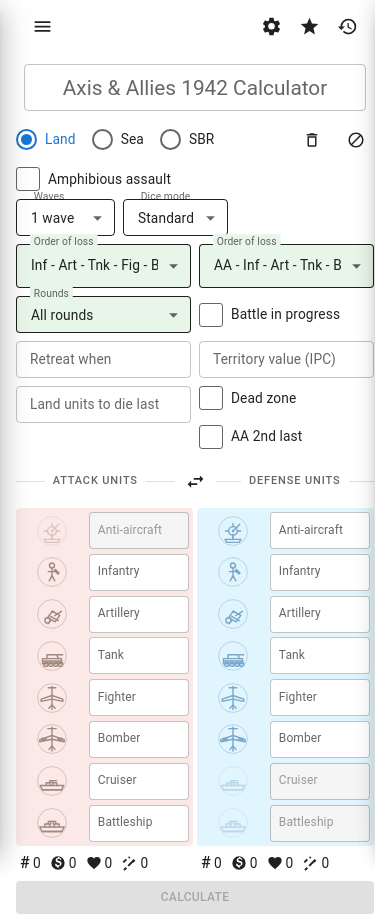 Axis & Allies 1942 Calculator
Land Sea SBR
Amphibious assault
Waves Dice mode
1 wave Standard
Order of loss Order of loss
Inf - Art - Tnk - Fig - B AA - Inf - Art - Tnk - B
Rounds
All rounds Battle in progress
Retreat when Territory value (IPC)
Land units to die last Dead zone
AA 2nd last
ATTACK UNITS DEFENSE UNITS
Anti-aircraft Anti-aircraft
Infantry Infantry
Artillery Artillery
Tank Tank
Fighter Fighter
Bomber Bomber
Cruiser Cruiser
Battleship Battleship
# 0 0 0 0 # 0 0 0 0
CALCULATE